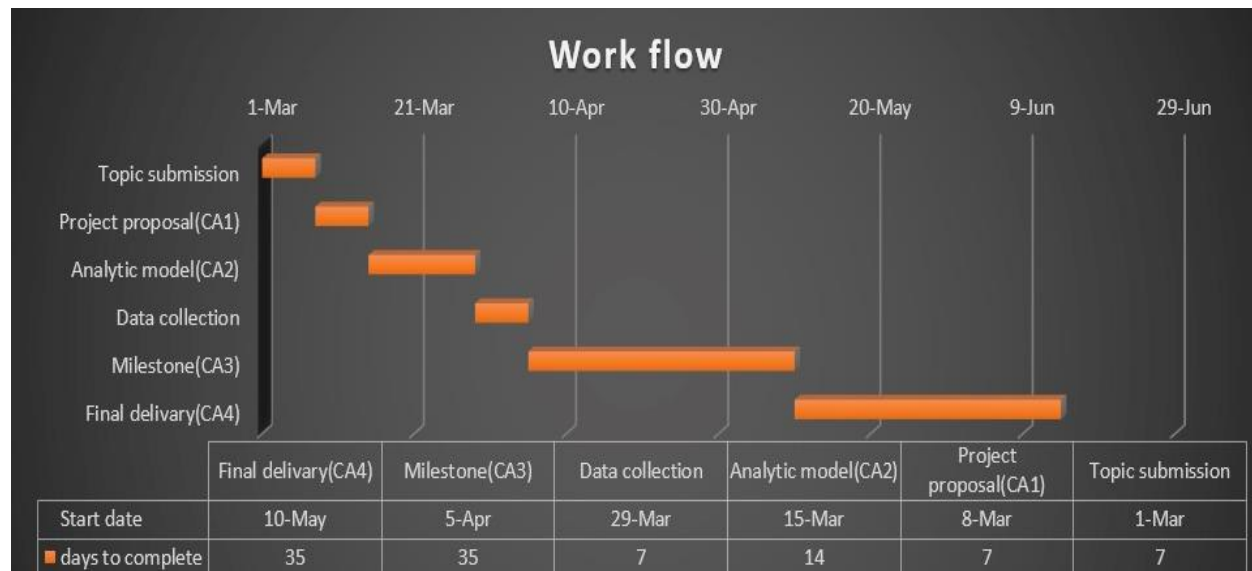 Work flow
1-Mar 21-Mar 10-Apr 30-Apr 20-May 9-Jun 29-Jun
Topic submission
Project proposal(CA1)
Analytic model(CA2)
Data collection
Milestone(CA3)
Final delivary(CA4)
Final delivary(CA4) Milestone(CA3) Data collection Analytic model(CA2) Project proposal(CA1) Topic submission
Start date 10-May 5-Apr 29-Mar 15-Mar 8-Mar 1-Mar
days to complete 35 35 7 14 7 7